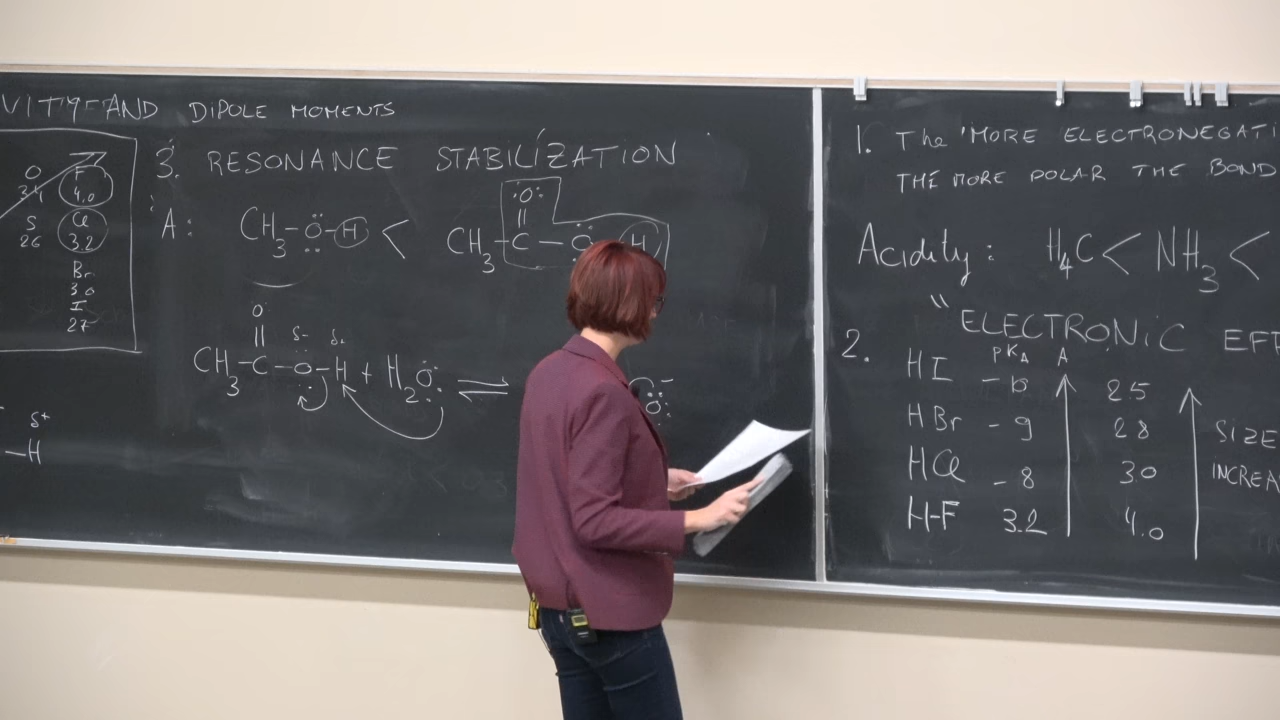 VITY AND DIPOLE MOMENTS
O F
3.4 4.0
S Cl
2.6 3.2
Br
3.0
I
2.7
δ+
–H
3. RESONANCE STABILIZATION
A: CH3–O–H < CH3–C–O–H
O
||
O
||
δ- δ+
CH3–C–O–H + H2O ⇌
1. The MORE ELECTRONEGATI
THE MORE POLAR THE BOND
Acidity: H4C < NH3 <
"ELECTRONIC EFF
2. PKA A
HI -10 2.5
HBr -9 2.8 SIZE
HCl -8 3.0 INCREA
H-F 3.2 4.0